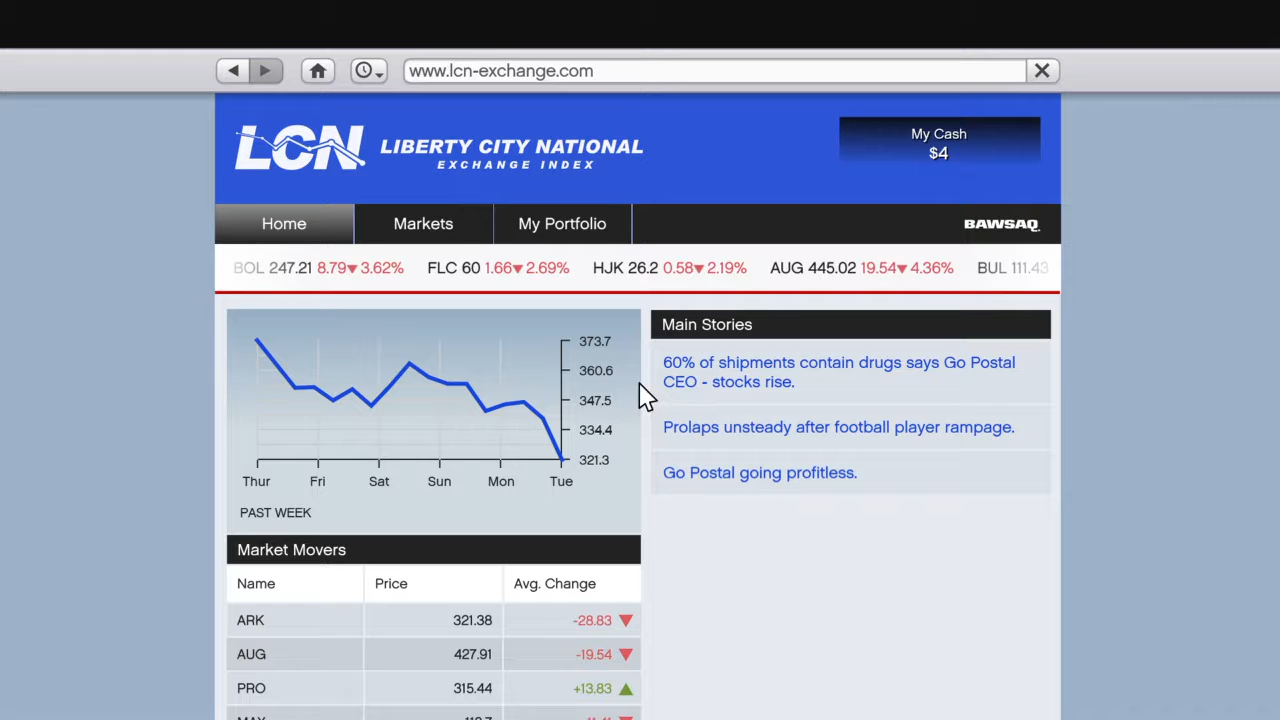 www.lcn-exchange.com
LCN LIBERTY CITY NATIONAL
EXCHANGE INDEX
My Cash
$4
Home Markets My Portfolio BAWSAQ
BOL 247.21 8.79▼3.62% FLC 60 1.66▼2.69% HJK 26.2 0.58▼2.19% AUG 445.02 19.54▼4.36% BUL 111.43
373.7
360.6
347.5
334.4
321.3
Thur Fri Sat Sun Mon Tue
PAST WEEK
Main Stories
60% of shipments contain drugs says Go Postal
CEO - stocks rise.
Prolaps unsteady after football player rampage.
Go Postal going profitless.
Market Movers
Name Price Avg. Change
ARK 321.38 -28.83 ▼
AUG 427.91 -19.54 ▼
PRO 315.44 +13.83 ▲